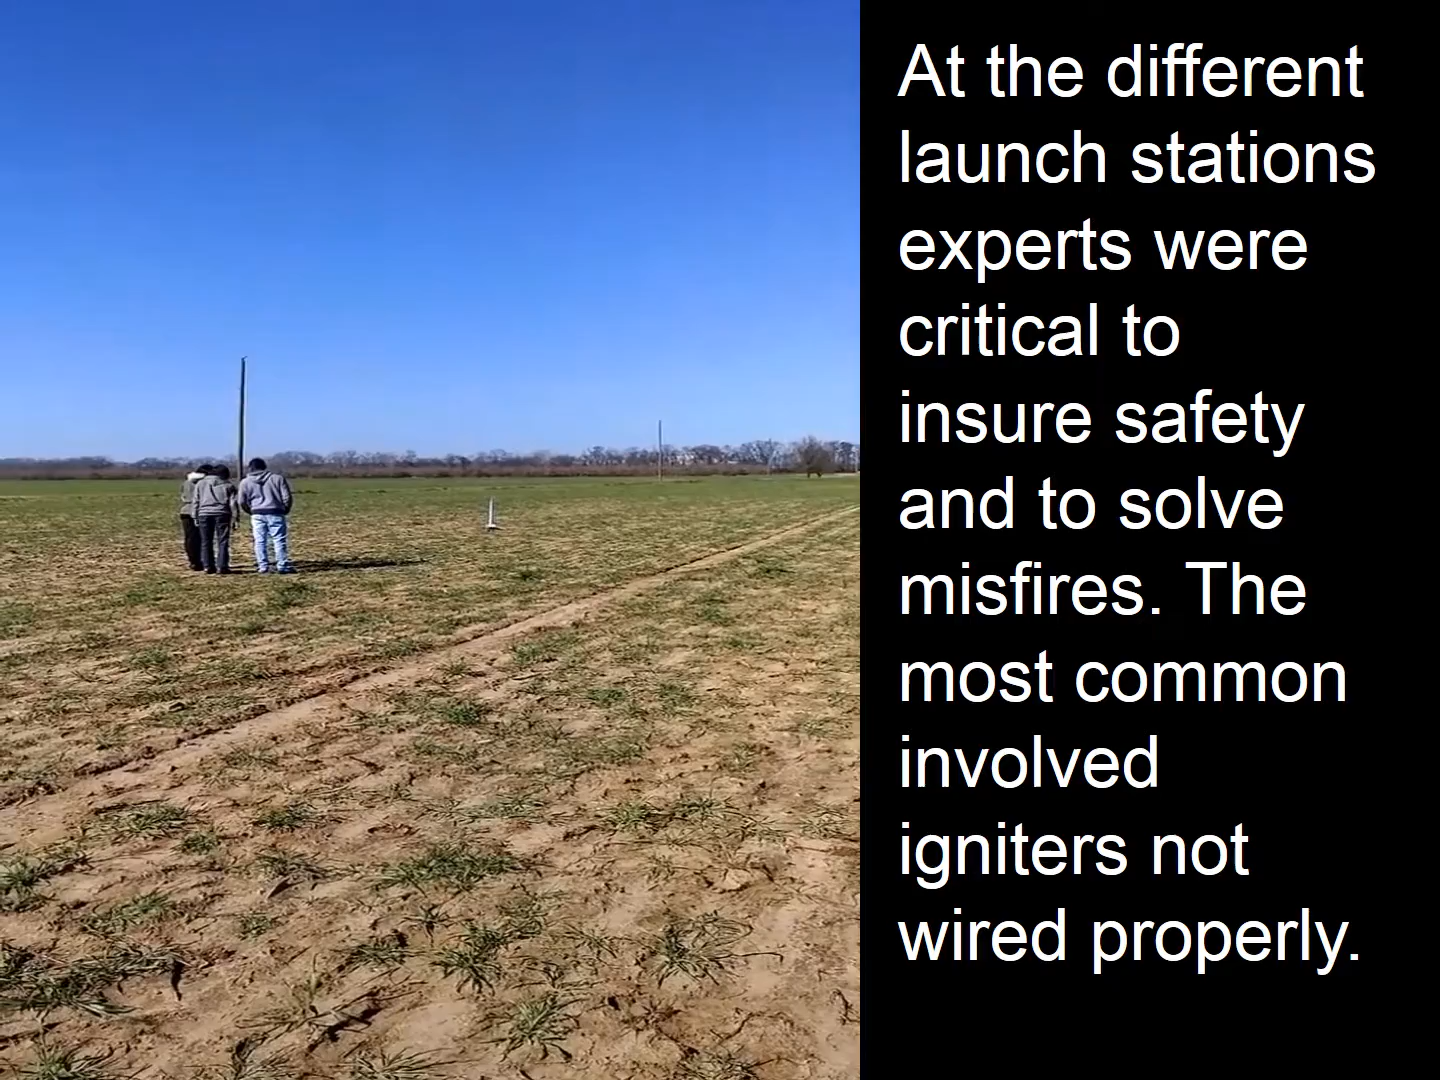 At the different
launch stations
experts were
critical to
insure safety
and to solve
misfires. The
most common
involved
igniters not
wired properly.